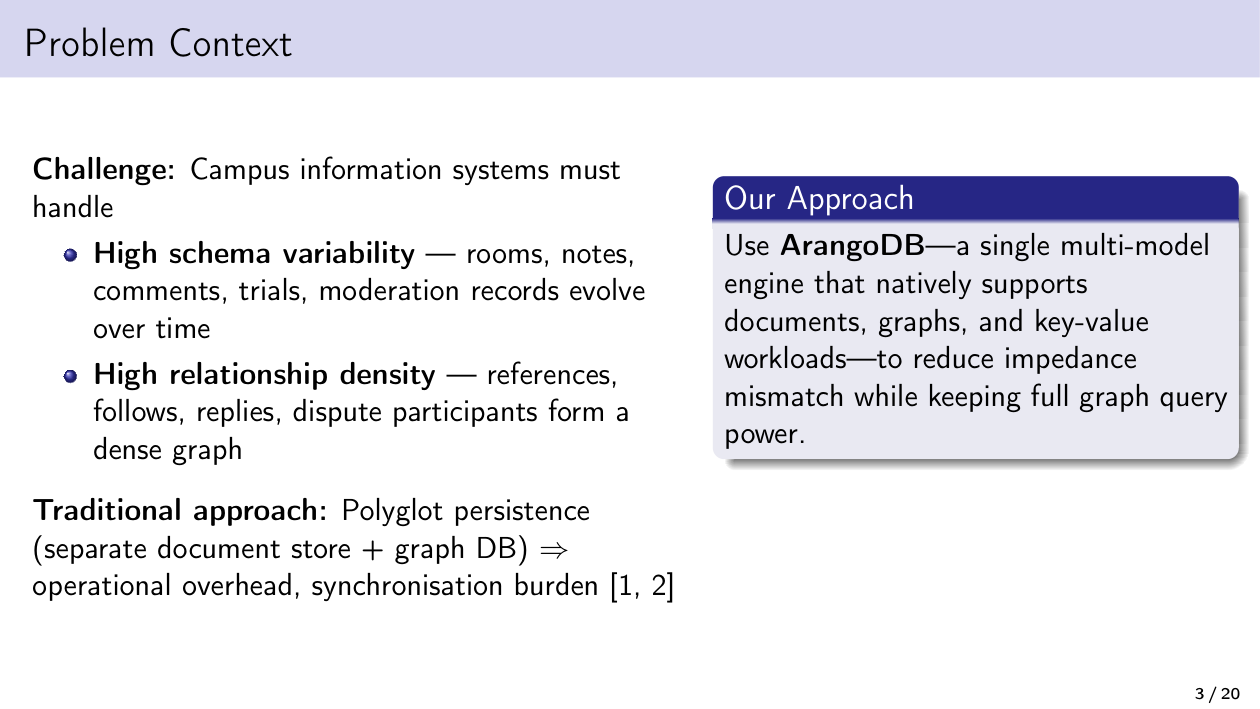 Problem Context
Challenge: Campus information systems must
handle
High schema variability — rooms, notes,
comments, trials, moderation records evolve
over time
High relationship density — references,
follows, replies, dispute participants form a
dense graph
Traditional approach: Polyglot persistence
(separate document store + graph DB) ⇒
operational overhead, synchronisation burden [1, 2]
Our Approach
Use ArangoDB—a single multi-model
engine that natively supports
documents, graphs, and key-value
workloads—to reduce impedance
mismatch while keeping full graph query
power.
3 / 20